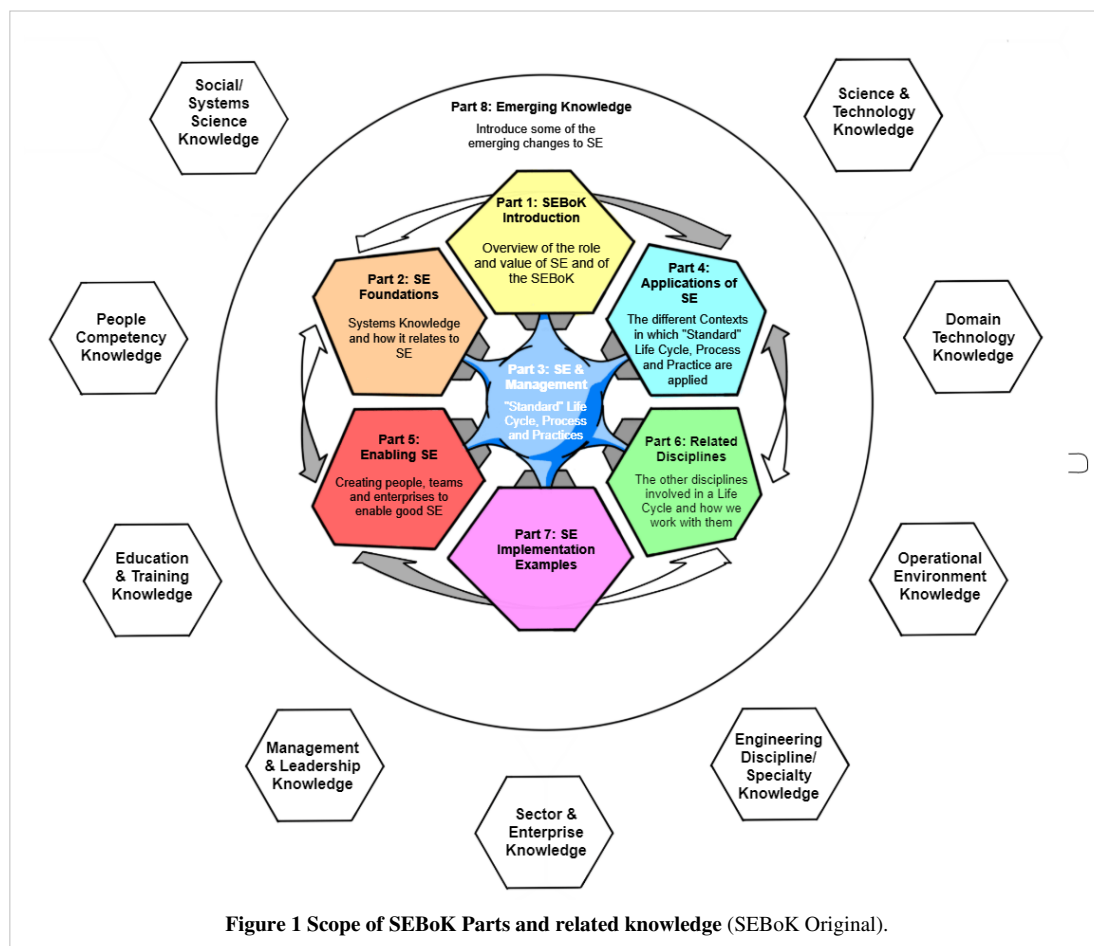 Social/
Systems
Science
Knowledge
Science &
Technology
Knowledge
Part 8: Emerging Knowledge
Introduce some of the
emerging changes to SE
Part 1: SEBoK
Introduction
Overview of the role
and value of SE and of
the SEBoK
Part 2: SE
Foundations
Systems Knowledge
and how it relates to
SE
Part 4:
Applications of
SE
The different Contexts
in which "Standard"
Life Cycle, Process
and Practice are
applied
People
Competency
Knowledge
Domain
Technology
Knowledge
Part 3: SE &
Management
"Standard" Life
Cycle, Process
and Practices
Part 5:
Enabling SE
Creating people, teams
and enterprises to
enable good SE
Part 6: Related
Disciplines
The other disciplines
involved in a Life
Cycle and how we
work with them
Part 7: SE
Implementation
Examples
Education
& Training
Knowledge
Operational
Environment
Knowledge
Management
& Leadership
Knowledge
Engineering
Discipline/
Specialty
Knowledge
Sector &
Enterprise
Knowledge
Figure 1 Scope of SEBoK Parts and related knowledge (SEBoK Original).